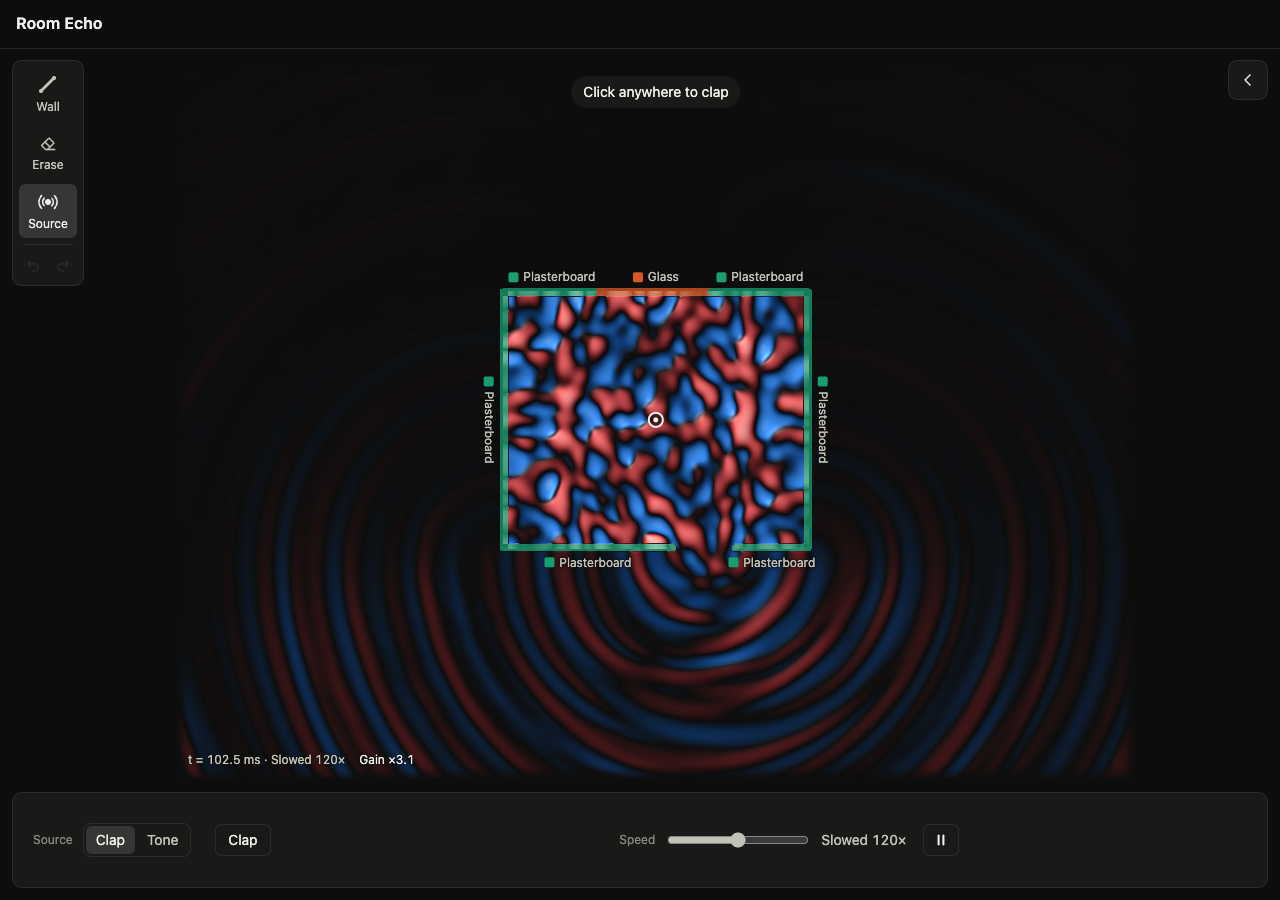 Room Echo
Wall
Click anywhere to clap
Erase
Source
Plasterboard
Glass
Plasterboard
Plasterboard
Plasterboard
Plasterboard
Plasterboard
t = 102.5 ms · Slowed 120× Gain ×3.1
Source
Clap
Tone
Clap
Speed
Slowed 120×